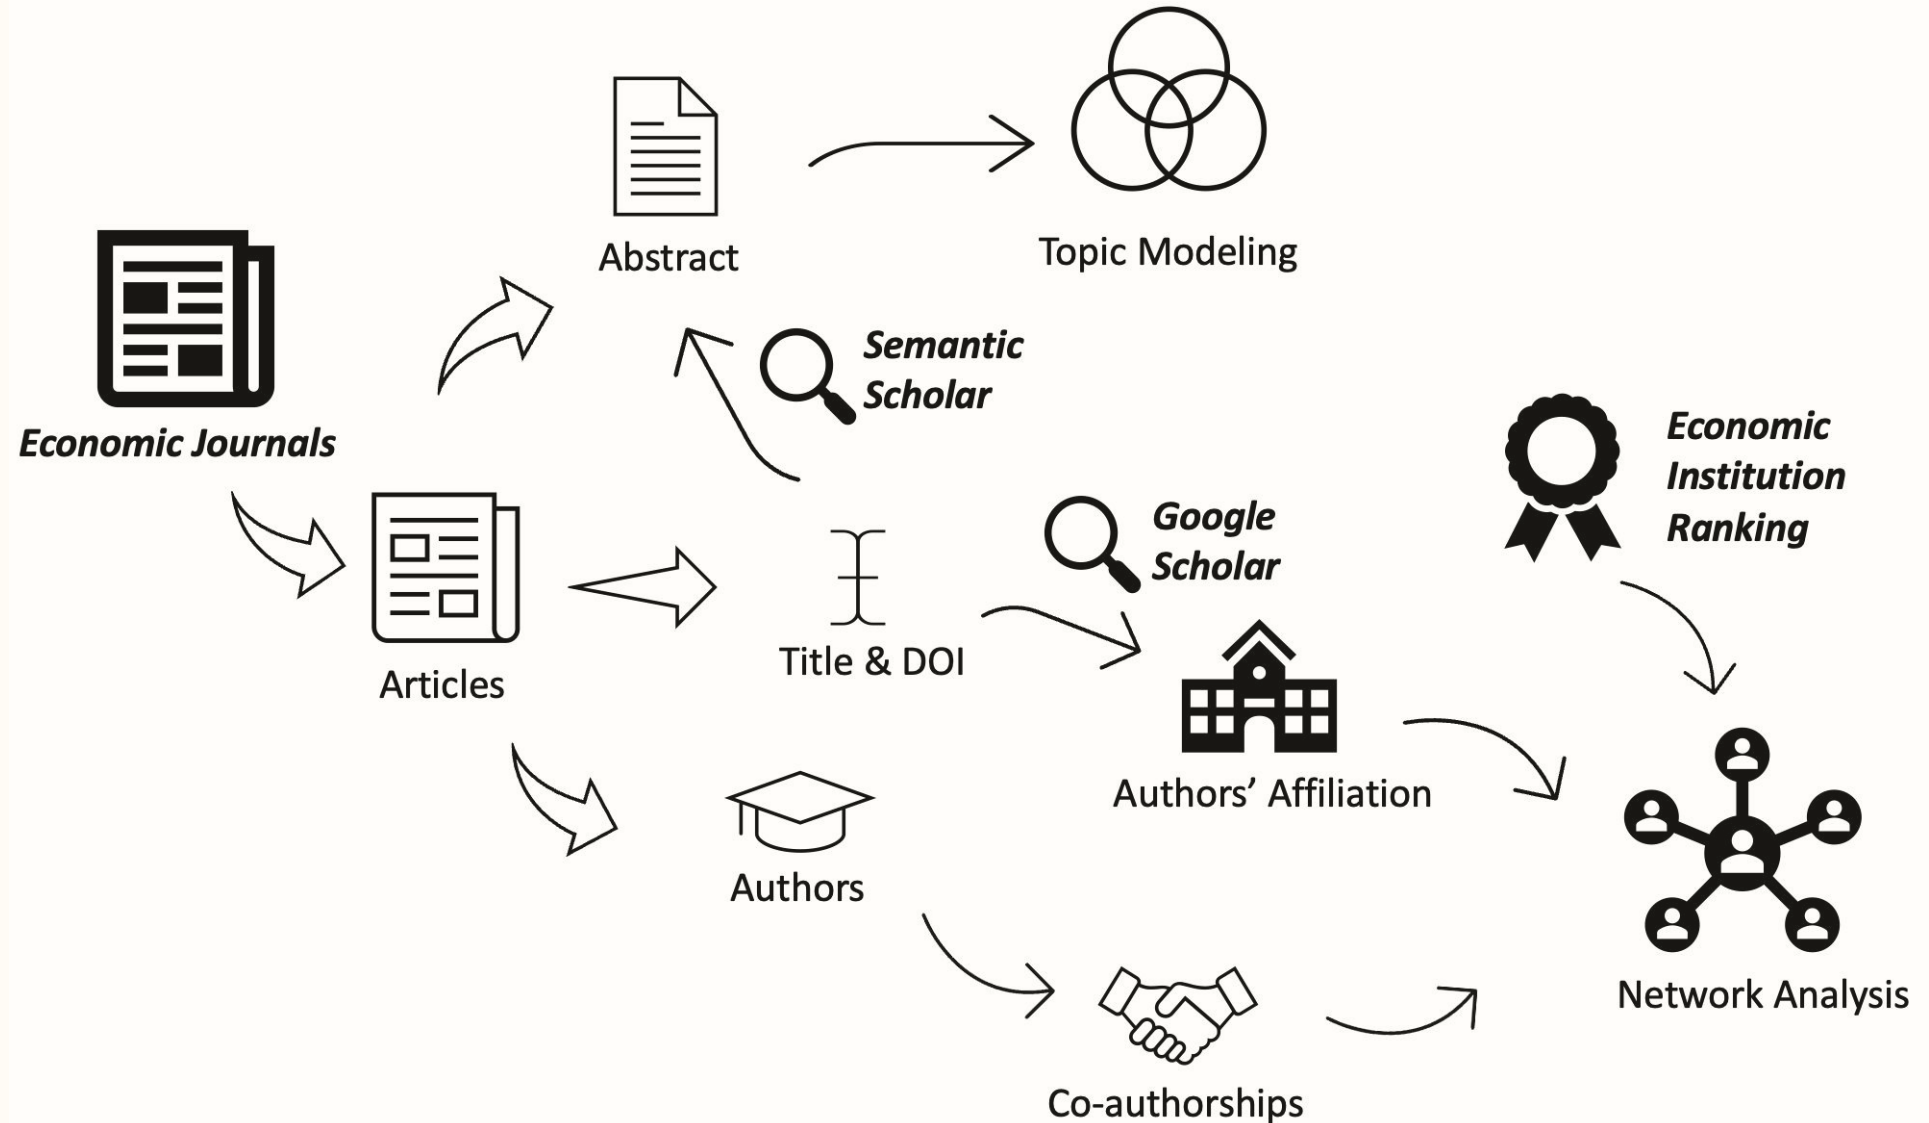 Abstract
Topic Modeling
Economic Journals
Semantic
Scholar
Articles
Title & DOI
Google
Scholar
Economic
Institution
Ranking
Authors
Authors’ Affiliation
Co-authorships
Network Analysis